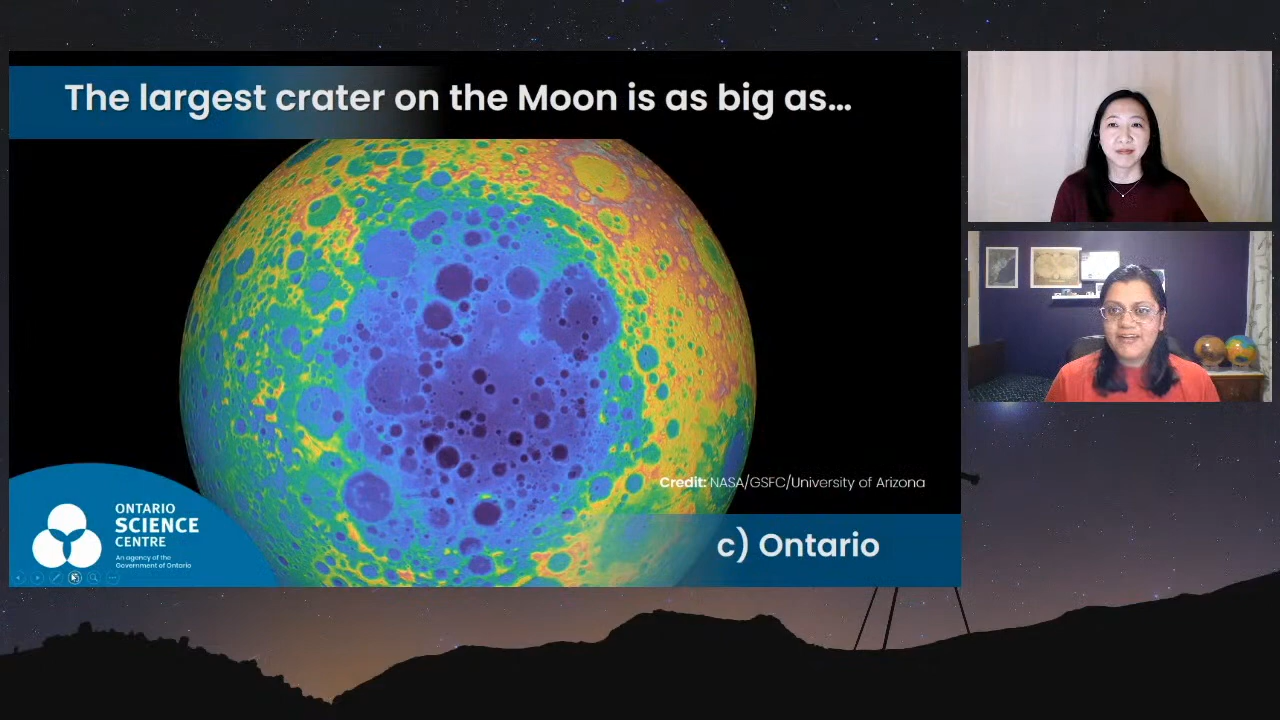 The largest crater on the Moon is as big as...
Credit: NASA/GSFC/University of Arizona
c) Ontario
ONTARIO
SCIENCE
CENTRE
An agency of the
Government of Ontario